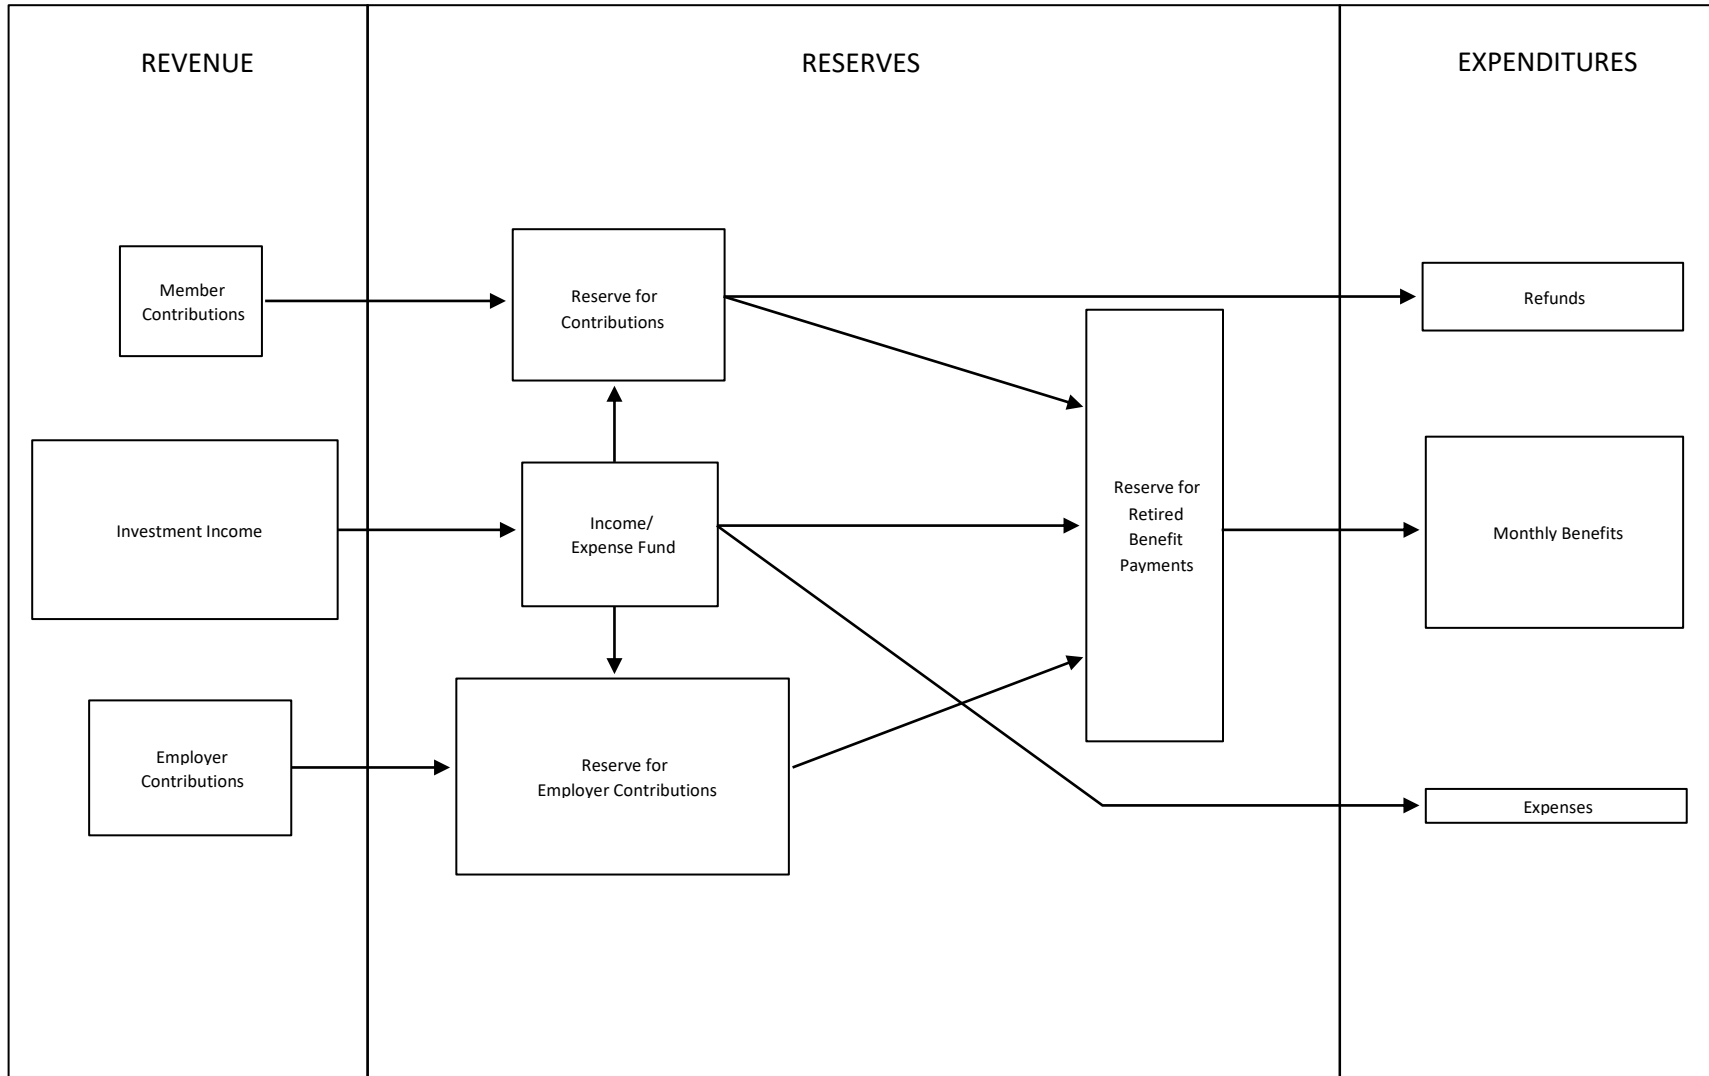 REVENUE
RESERVES
EXPENDITURES
Member
Contributions
Reserve for
Contributions
Refunds
Investment Income
Income/
Expense Fund
Reserve for
Retired
Benefit
Payments
Monthly Benefits
Employer
Contributions
Reserve for
Employer Contributions
Expenses